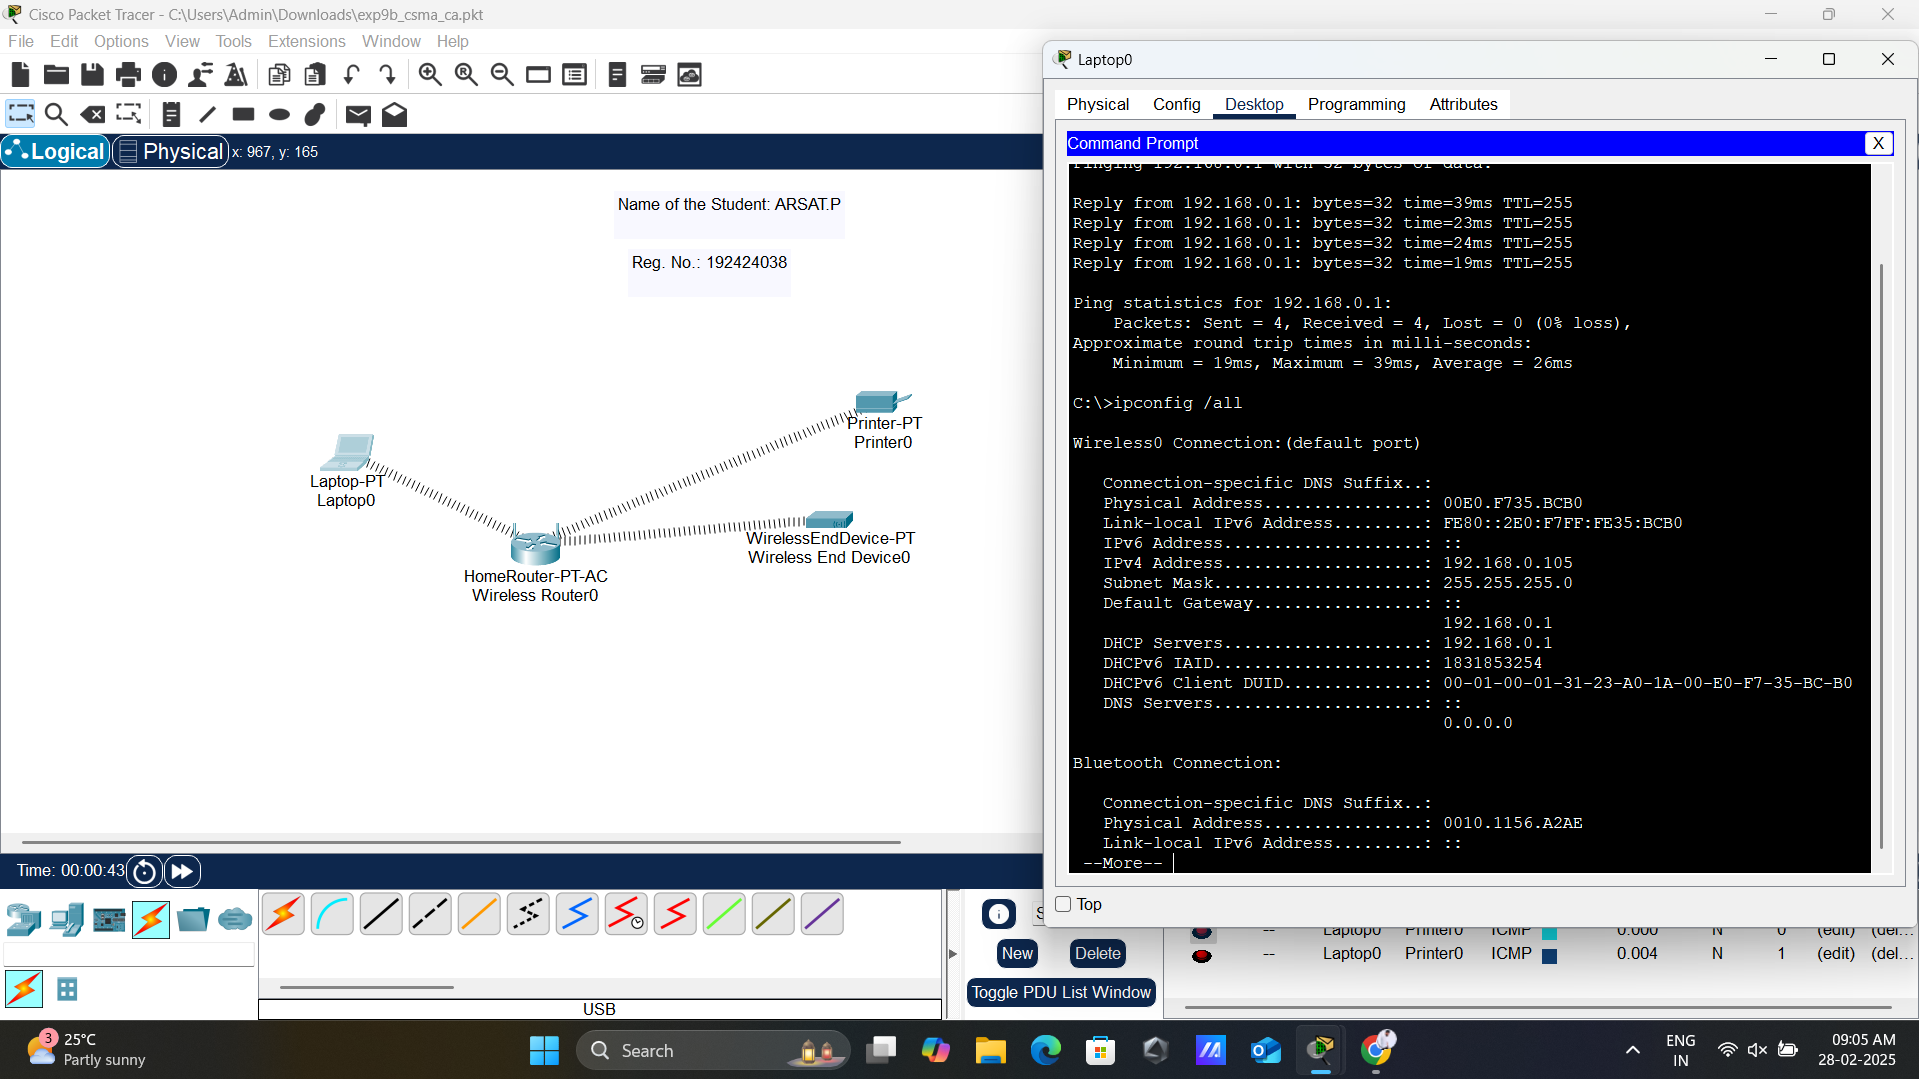 Cisco Packet Tracer - C:\Users\Admin\Downloads\exp9b_csma_ca.pkt
File Edit Options View Tools Extensions Window Help
Logical Physical x: 967, y: 165
Name of the Student: ARSAT.P
Reg. No.: 192424038
Printer-PT
Printer0
Laptop-PT
Laptop0
WirelessEndDevice-PT
Wireless End Device0
HomeRouter-PT-AC
Wireless Router0
Time: 00:00:43
USB
New Delete
Toggle PDU List Window
Laptop0
Physical Config Desktop Programming Attributes
Command Prompt X
Pinging 192.168.0.1 with 32 bytes of data:
Reply from 192.168.0.1: bytes=32 time=39ms TTL=255
Reply from 192.168.0.1: bytes=32 time=23ms TTL=255
Reply from 192.168.0.1: bytes=32 time=24ms TTL=255
Reply from 192.168.0.1: bytes=32 time=19ms TTL=255
Ping statistics for 192.168.0.1:
Packets: Sent = 4, Received = 4, Lost = 0 (0% loss),
Approximate round trip times in milli-seconds:
Minimum = 19ms, Maximum = 39ms, Average = 26ms
C:\>ipconfig /all
Wireless0 Connection:(default port)
Connection-specific DNS Suffix..:
Physical Address................: 00E0.F735.BCB0
Link-local IPv6 Address.........: FE80::2E0:F7FF:FE35:BCB0
IPv6 Address....................: ::
IPv4 Address....................: 192.168.0.105
Subnet Mask.....................: 255.255.255.0
Default Gateway.................: ::
192.168.0.1
DHCP Servers....................: 192.168.0.1
DHCPv6 IAID.....................: 1831853254
DHCPv6 Client DUID..............: 00-01-00-01-31-23-A0-1A-00-E0-F7-35-BC-B0
DNS Servers.....................: ::
0.0.0.0
Bluetooth Connection:
Connection-specific DNS Suffix..:
Physical Address................: 0010.1156.A2AE
Link-local IPv6 Address.........: ::
--More--
Top
-- Laptop0 Printer0 ICMP 0.000 N 0 (edit) (del...
-- Laptop0 Printer0 ICMP 0.004 N 1 (edit) (del...
3 25°C
Partly sunny
Search
ENG
IN
09:05 AM
28-02-2025